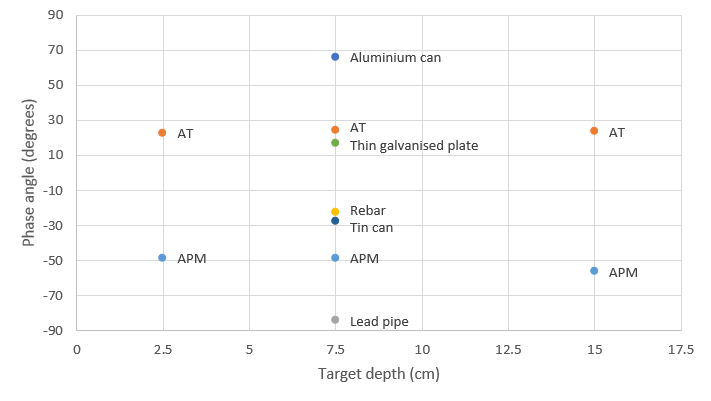 90
70
50
30
10
-10
-30
-50
-70
-90
Phase angle (degrees)
Aluminium can
AT
AT
AT
Thin galvanised plate
Rebar
Tin can
APM
APM
APM
Lead pipe
0
2.5
5
7.5
10
12.5
15
17.5
Target depth (cm)